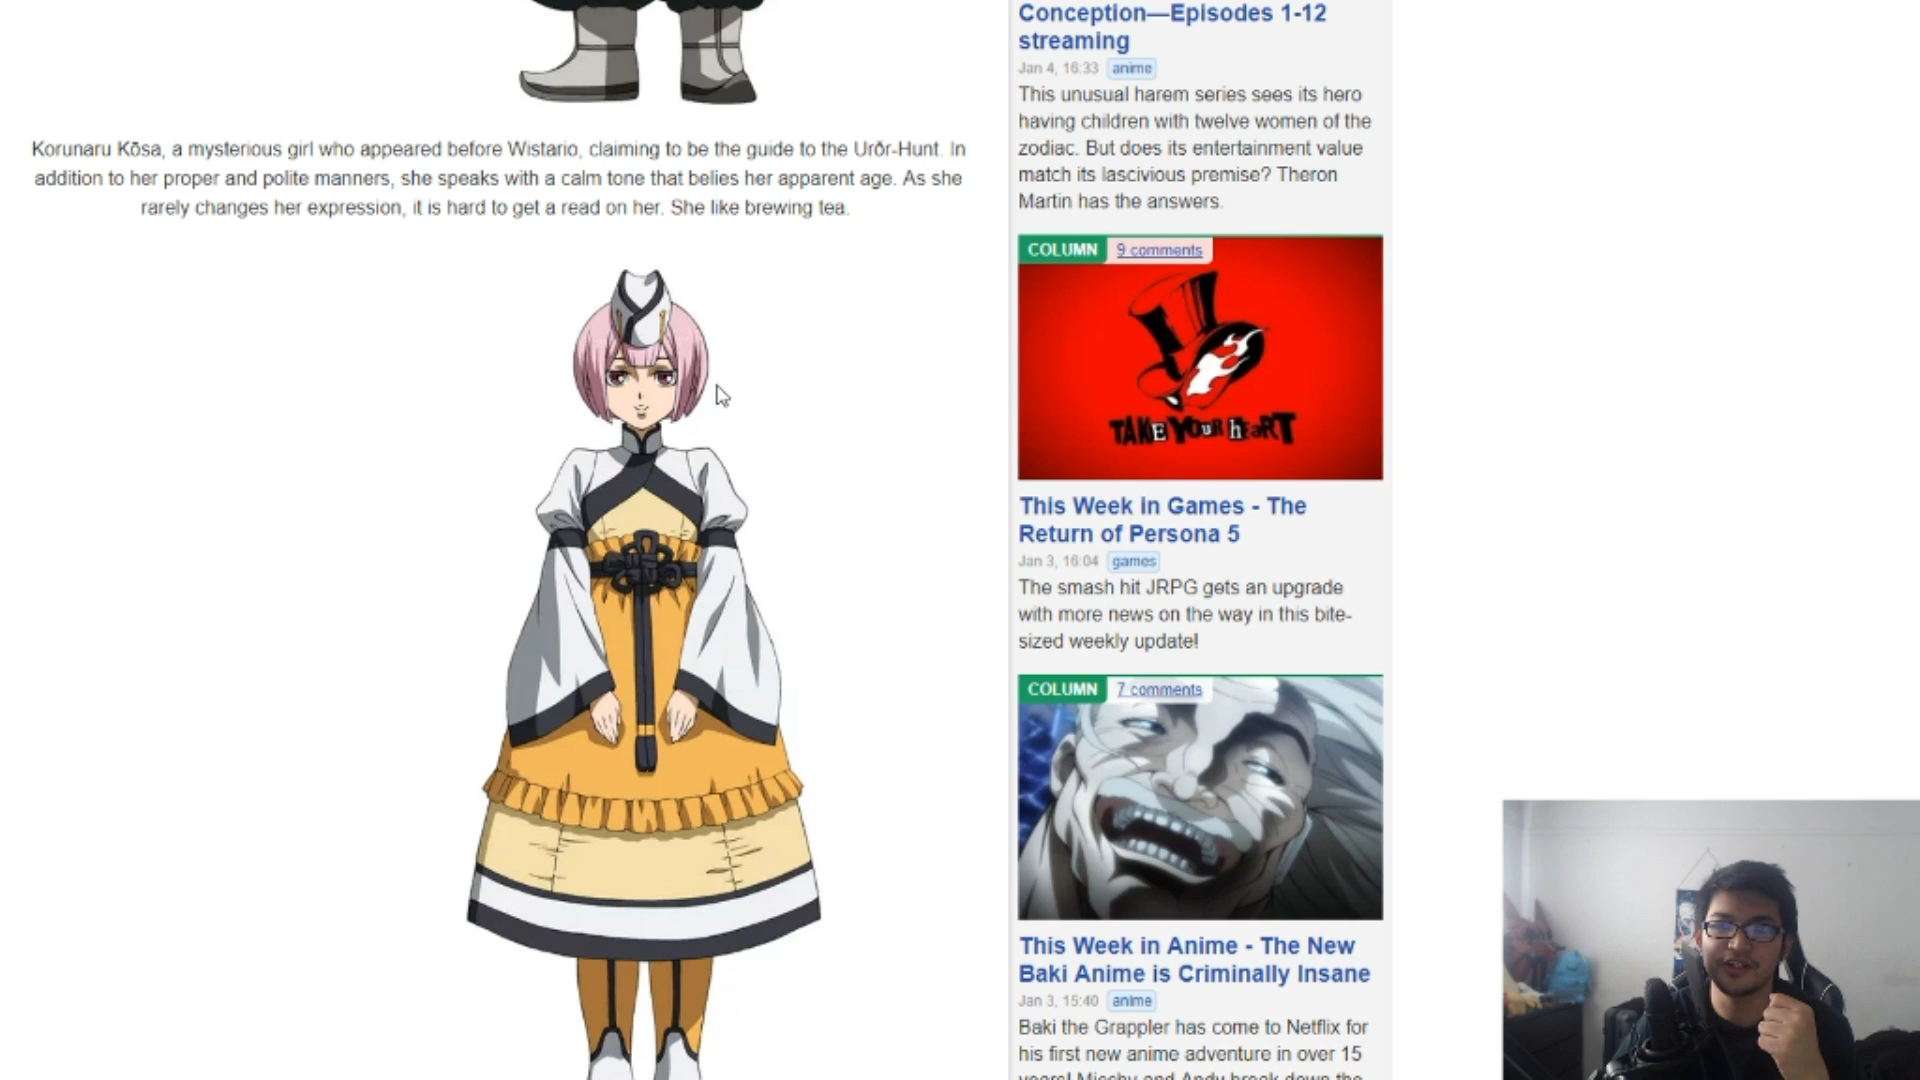 Korunaru Kōsa, a mysterious girl who appeared before Wistario, claiming to be the guide to the Urðr-Hunt. In
addition to her proper and polite manners, she speaks with a calm tone that belies her apparent age. As she
rarely changes her expression, it is hard to get a read on her. She like brewing tea.
Conception—Episodes 1-12
streaming
Jan 4, 16:33 anime
This unusual harem series sees its hero
having children with twelve women of the
zodiac. But does its entertainment value
match its lascivious premise? Theron
Martin has the answers.
COLUMN 9 comments
TAKE YOUR HEART
This Week in Games - The
Return of Persona 5
Jan 3, 16:04 games
The smash hit JRPG gets an upgrade
with more news on the way in this bite-
sized weekly update!
COLUMN 7 comments
This Week in Anime - The New
Baki Anime is Criminally Insane
Jan 3, 15:40 anime
Baki the Grappler has come to Netflix for
his first new anime adventure in over 15
years! Micchy and Andy break down the